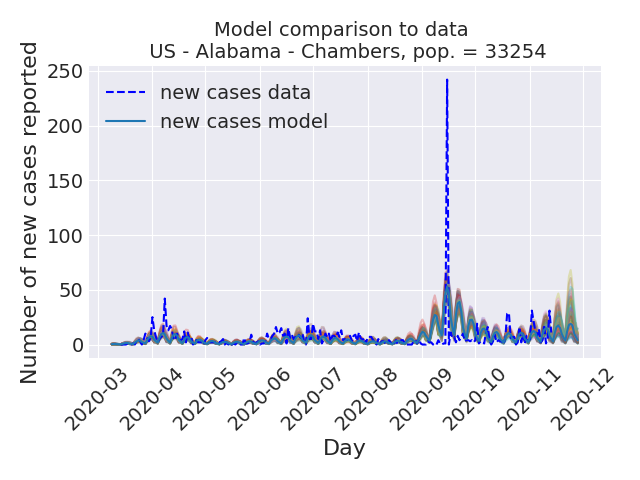 Model comparison to data
US - Alabama - Chambers, pop. = 33254
250
200
150
100
50
0
Number of new cases reported
new cases data
new cases model
2020-03
2020-04
2020-05
2020-06
2020-07
2020-08
2020-09
2020-10
2020-11
2020-12
Day